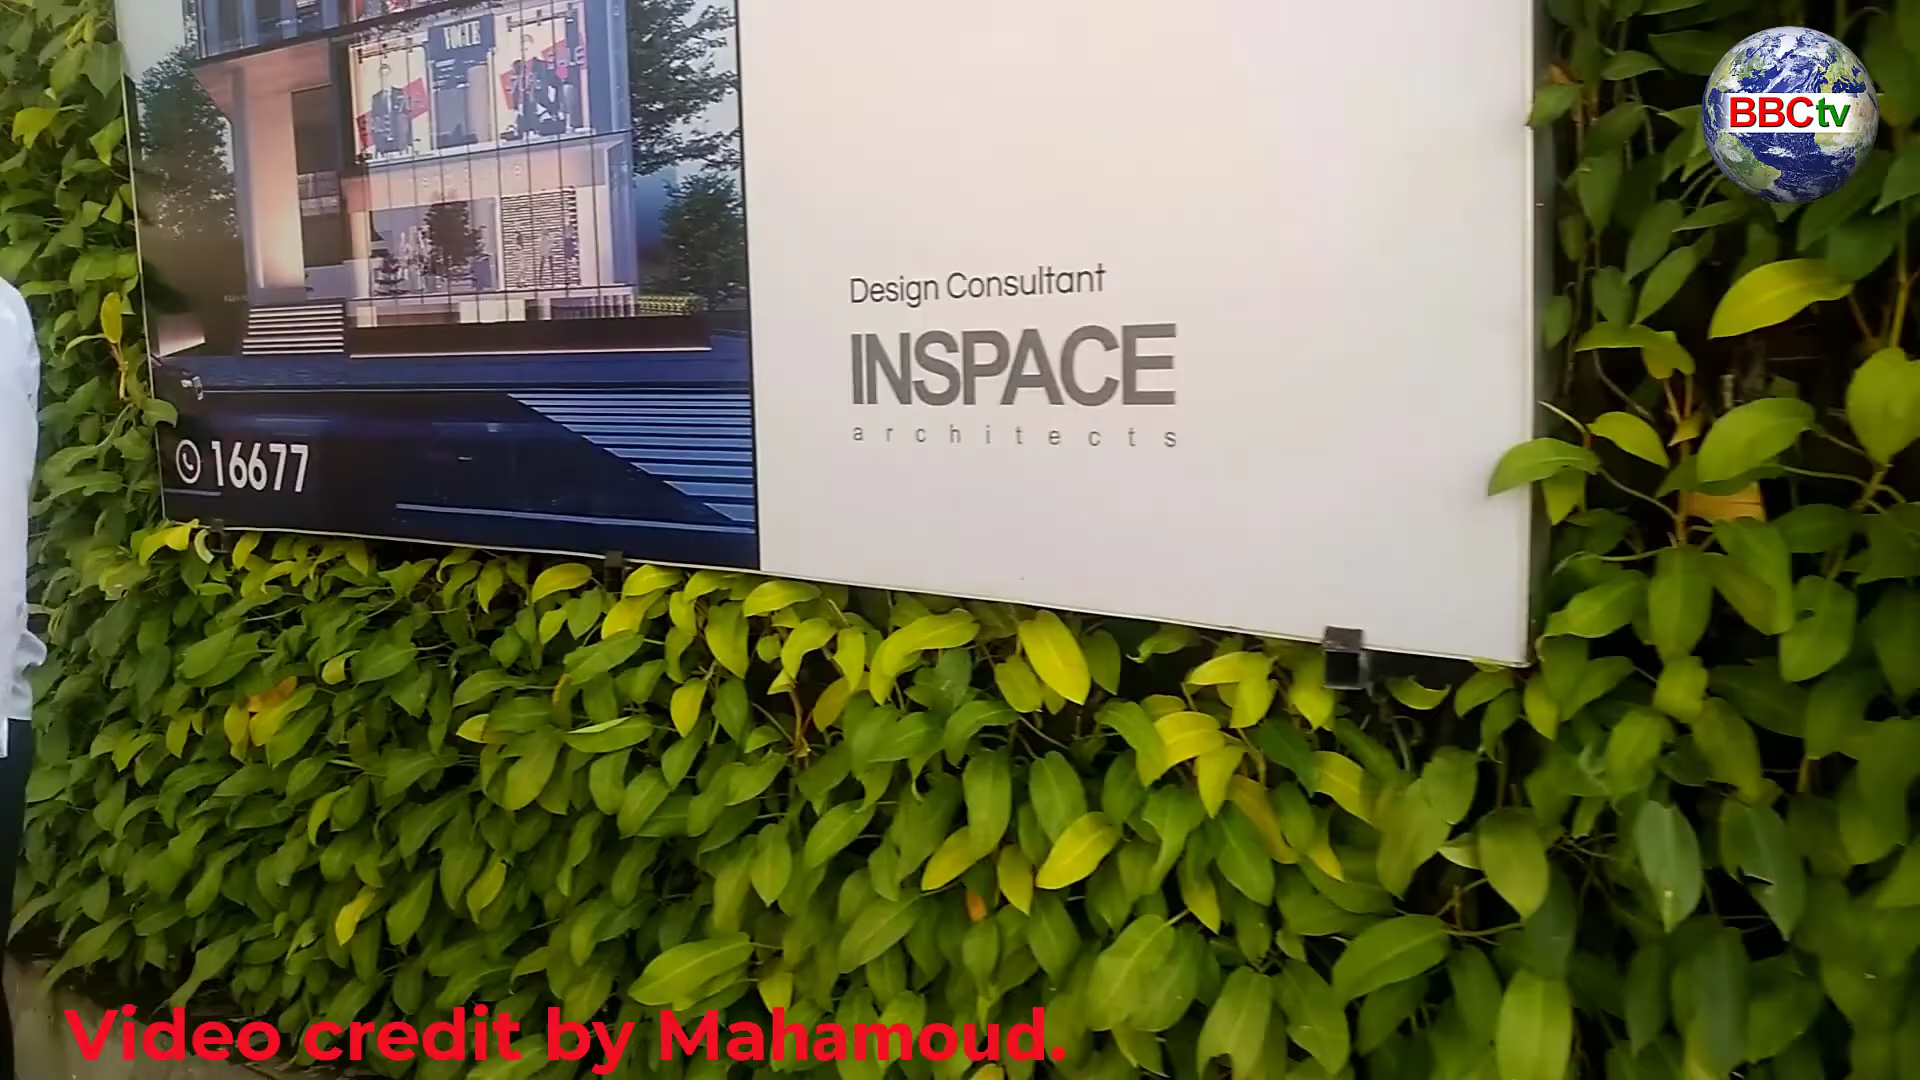 VOGUE
BBCtv
Design Consultant
INSPACE
architects
16677
Video credit by Mahamoud.